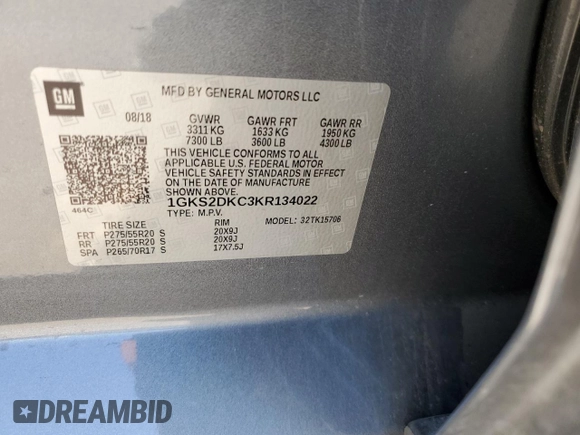 GM
MFD BY GENERAL MOTORS LLC
08/18 GVWR GAWR FRT GAWR RR
3311 KG 1633 KG 1950 KG
7300 LB 3600 LB 4300 LB
THIS VEHICLE CONFORMS TO ALL
APPLICABLE U.S. FEDERAL MOTOR
VEHICLE SAFETY STANDARDS IN EFFECT
ON THE DATE OF MANUFACTURE
SHOWN ABOVE.
464C
1GKS2DKC3KR134022
TYPE: M.P.V. MODEL: 32TK15706
TIRE SIZE RIM
FRT P275/55R20 S 20X9J
RR P275/55R20 S 20X9J
SPA P265/70R17 S 17X7.5J
DREAMBID